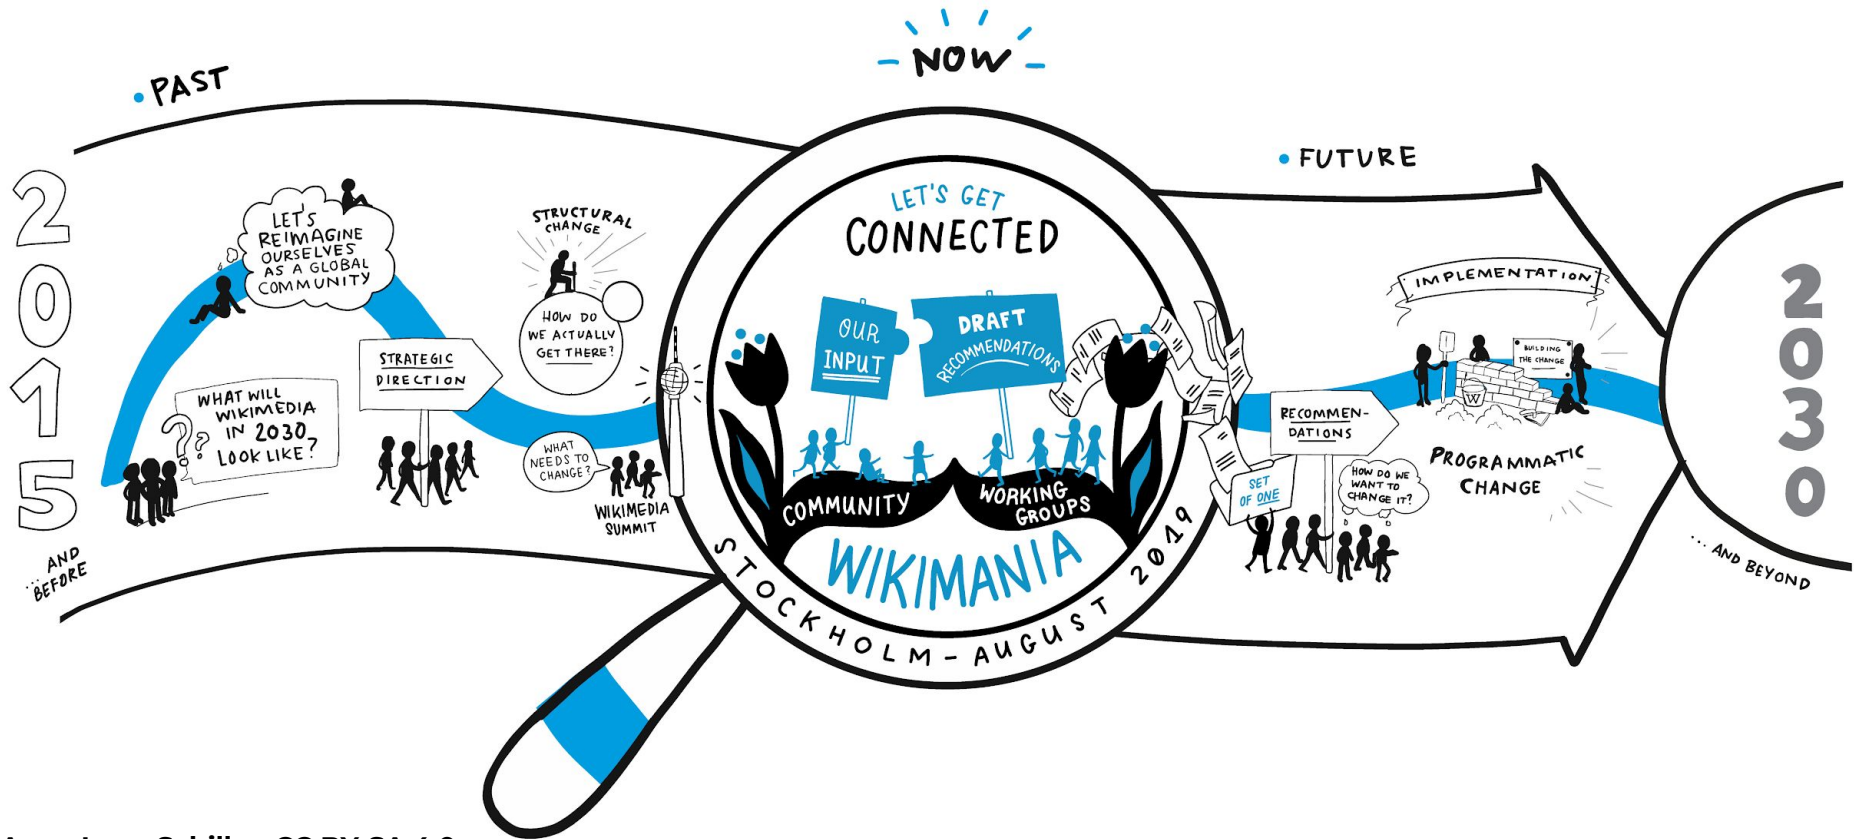 NOW
• PAST
2015
... AND
BEFORE
LET'S
REIMAGINE
OURSELVES
AS A GLOBAL
COMMUNITY
WHAT WILL
WIKIMEDIA
IN 2030
LOOK LIKE?
??
STRATEGIC
DIRECTION
STRUCTURAL
CHANGE
HOW DO
WE ACTUALLY
GET THERE?
WHAT
NEEDS TO
CHANGE?
WIKIMEDIA
SUMMIT
LET'S GET
CONNECTED
OUR
INPUT
DRAFT
RECOMMENDATIONS
COMMUNITY
WORKING
GROUPS
WIKIMANIA
STOCKHOLM - AUGUST 2019
• FUTURE
SET
OF ONE
RECOMMEN-
DATIONS
HOW DO WE
WANT TO
CHANGE IT?
IMPLEMENTATION
BUILDING
THE CHANGE
W
PROGRAMMATIC
CHANGE
2030
... AND BEYOND